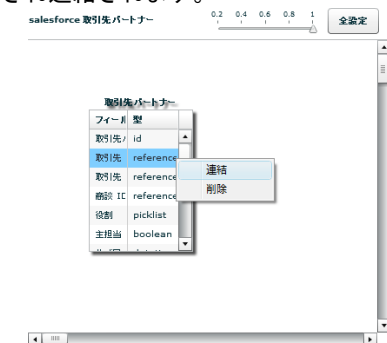 され連結されます。
salesforce 取引先パートナー 0.2 0.4 0.6 0.8 1 全設定
取引先パートナー
フィール 型
取引先パ id
取引先 reference
取引先 reference
商談 ID reference
役割 picklist
主担当 boolean
連結
削除